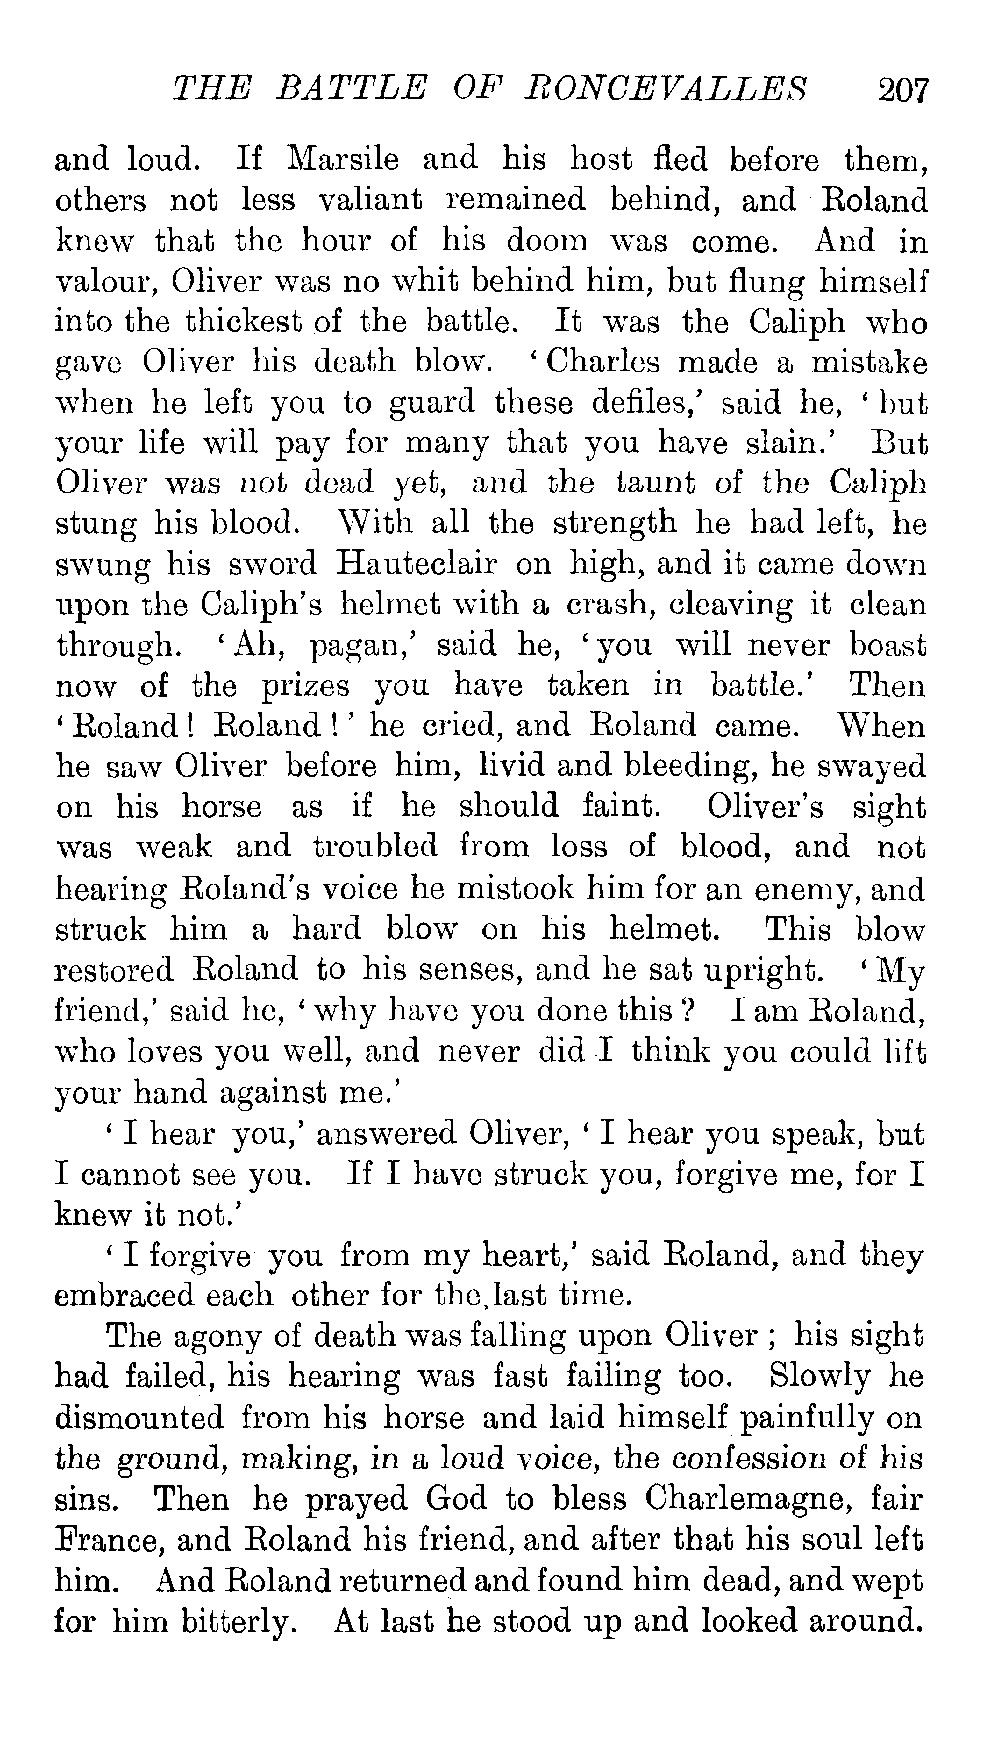 THE BATTLE OF RONCEVALLES 207
and loud. If Marsile and his host fled before them,
others not less valiant remained behind, and Roland
knew that the hour of his doom was come. And in
valour, Oliver was no whit behind him, but flung himself
into the thickest of the battle. It was the Caliph who
gave Oliver his death blow. ‘ Charles made a mistake
when he left you to guard these defiles,’ said he, ‘ but
your life will pay for many that you have slain.’ But
Oliver was not dead yet, and the taunt of the Caliph
stung his blood. With all the strength he had left, he
swung his sword Hauteclair on high, and it came down
upon the Caliph’s helmet with a crash, cleaving it clean
through. ‘ Ah, pagan,’ said he, ‘ you will never boast
now of the prizes you have taken in battle.’ Then
‘ Roland ! Roland ! ’ he cried, and Roland came. When
he saw Oliver before him, livid and bleeding, he swayed
on his horse as if he should faint. Oliver’s sight
was weak and troubled from loss of blood, and not
hearing Roland’s voice he mistook him for an enemy, and
struck him a hard blow on his helmet. This blow
restored Roland to his senses, and he sat upright. ‘ My
friend,’ said he, ‘ why have you done this ? I am Roland,
who loves you well, and never did I think you could lift
your hand against me.’
‘ I hear you,’ answered Oliver, ‘ I hear you speak, but
I cannot see you. If I have struck you, forgive me, for I
knew it not.’
‘ I forgive you from my heart,’ said Roland, and they
embraced each other for the last time.
The agony of death was falling upon Oliver ; his sight
had failed, his hearing was fast failing too. Slowly he
dismounted from his horse and laid himself painfully on
the ground, making, in a loud voice, the confession of his
sins. Then he prayed God to bless Charlemagne, fair
France, and Roland his friend, and after that his soul left
him. And Roland returned and found him dead, and wept
for him bitterly. At last he stood up and looked around.